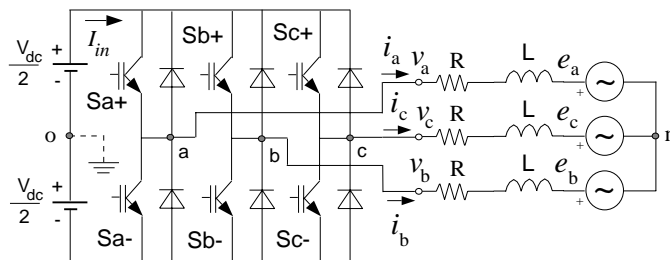 V_dc
2
+
-
I_in
Sa+
Sb+
Sc+
i_a
v_a
R
L
e_a
+
o
a
b
c
i_c
v_c
R
L
e_c
+
n
V_dc
2
+
-
Sa-
Sb-
Sc-
v_b
i_b
R
L
e_b
+